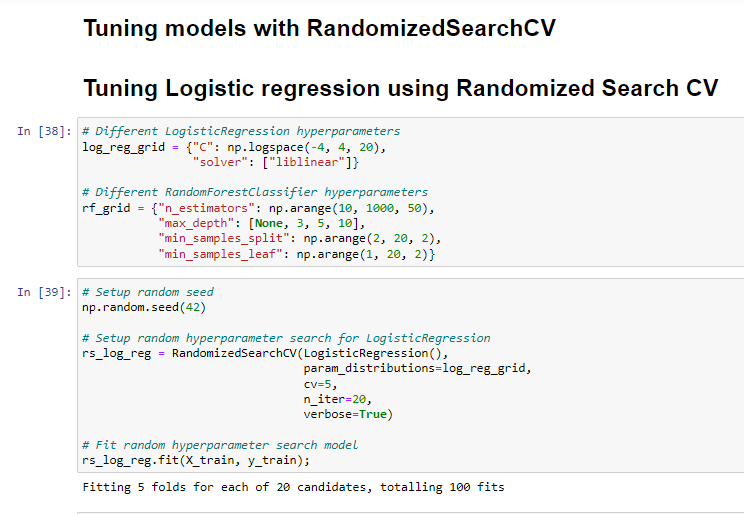 Tuning models with RandomizedSearchCV
Tuning Logistic regression using Randomized Search CV
In [38]: # Different LogisticRegression hyperparameters
log_reg_grid = {"C": np.logspace(-4, 4, 20),
"solver": ["liblinear"]}
# Different RandomForestClassifier hyperparameters
rf_grid = {"n_estimators": np.arange(10, 1000, 50),
"max_depth": [None, 3, 5, 10],
"min_samples_split": np.arange(2, 20, 2),
"min_samples_leaf": np.arange(1, 20, 2)}
In [39]: # Setup random seed
np.random.seed(42)
# Setup random hyperparameter search for LogisticRegression
rs_log_reg = RandomizedSearchCV(LogisticRegression(),
param_distributions=log_reg_grid,
cv=5,
n_iter=20,
verbose=True)
# Fit random hyperparameter search model
rs_log_reg.fit(X_train, y_train);
Fitting 5 folds for each of 20 candidates, totalling 100 fits